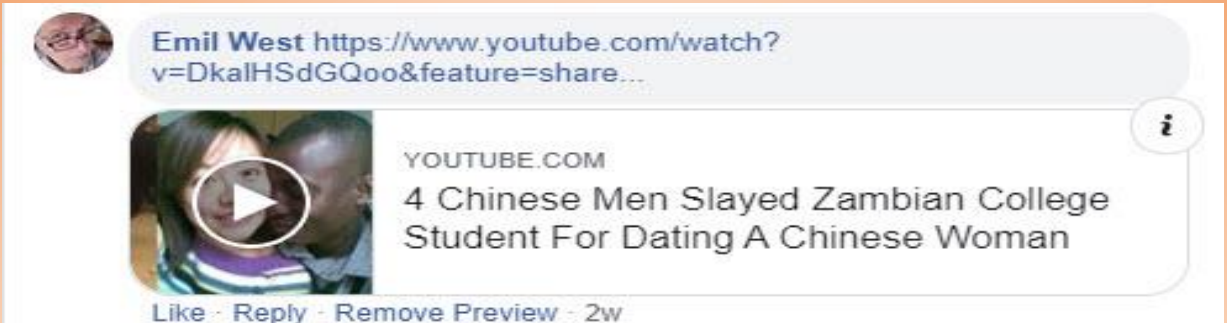 Emil West https://www.youtube.com/watch?
v=DkalHSdGQoo&feature=share...
i
YOUTUBE.COM
4 Chinese Men Slayed Zambian College
Student For Dating A Chinese Woman
Like · Reply · Remove Preview · 2w